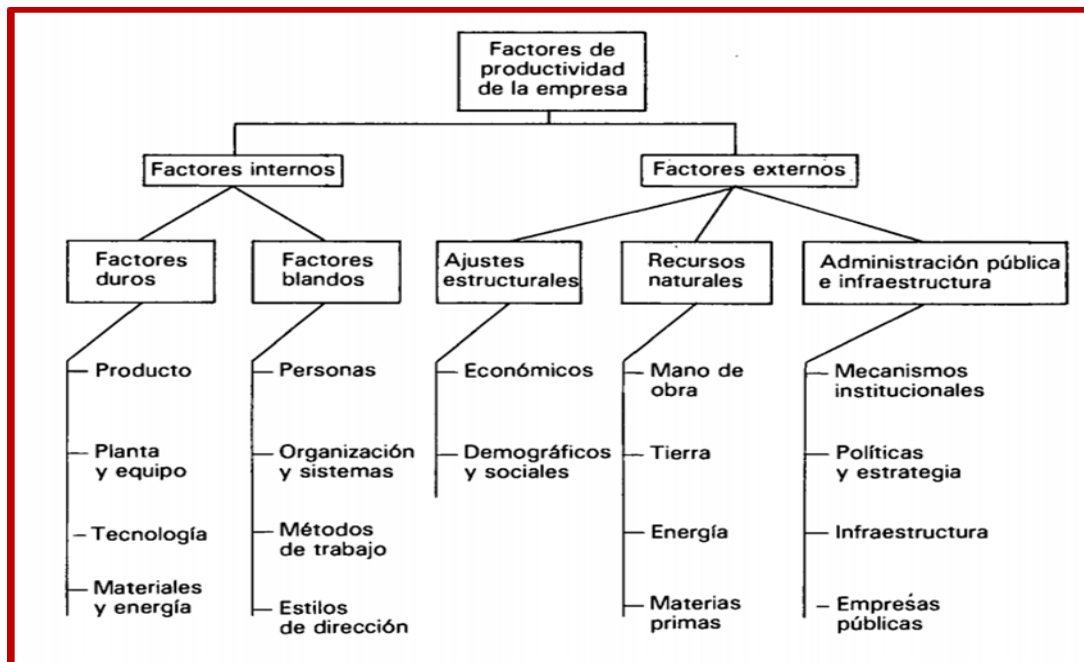 Factores de
productividad
de la empresa
Factores internos
Factores externos
Factores
duros
Factores
blandos
Ajustes
estructurales
Recursos
naturales
Administración pública
e infraestructura
Producto
Planta
y equipo
Tecnología
Materiales
y energía
Personas
Organización
y sistemas
Métodos
de trabajo
Estilos
de dirección
Económicos
Demográficos
y sociales
Mano de
obra
Tierra
Energía
Materias
primas
Mecanismos
institucionales
Políticas
y estrategia
Infraestructura
Empresas
públicas